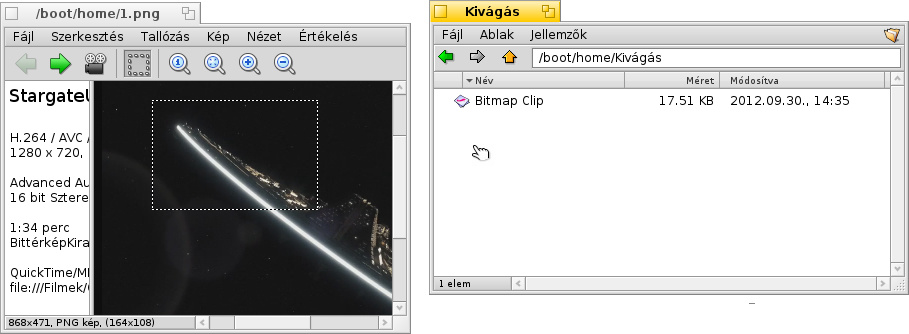 /boot/home/1.png
Fájl Szerkesztés Tallózás Kép Nézet Értékelés
Stargate
H.264 / AVC /
1280 x 720,
Advanced Au
16 bit Sztere
1:34 perc
BittérképKira
QuickTime/M
file:///Filmek/
868x471, PNG kép, (164x108)
Kivágás
Fájl Ablak Jellemzők
/boot/home/Kivágás
Név Méret Módosítva
Bitmap Clip 17.51 KB 2012.09.30., 14:35
1 elem